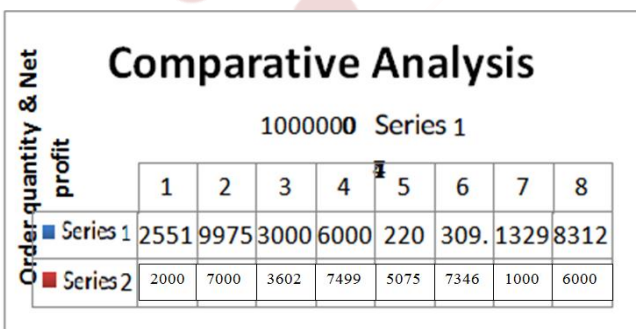 Comparative Analysis
Order quantity & Net
profit
1000000 Series 1
1 2 3 4 5 6 7 8
Series 1 2551 9975 3000 6000 220 309. 1329 8312
Series 2 2000 7000 3602 7499 5075 7346 1000 6000